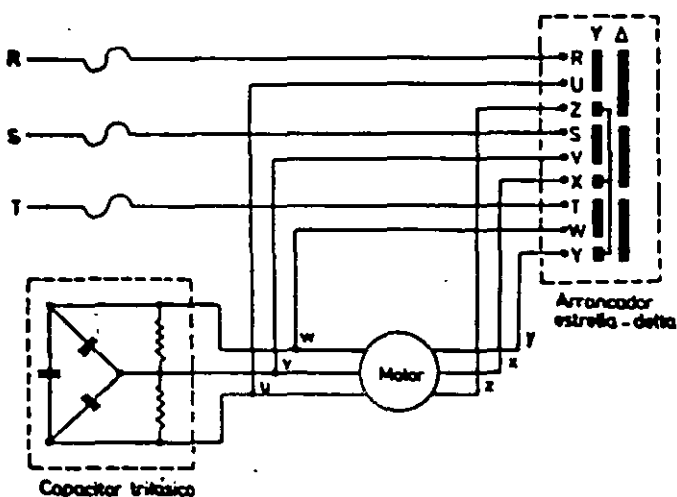 Y Δ
R
R
U
Z
S
S
V
X
T
T
W
Y
Arrancador
estrella - delta
w
y
v
x
U
Motor
z
Capacitor trifásico